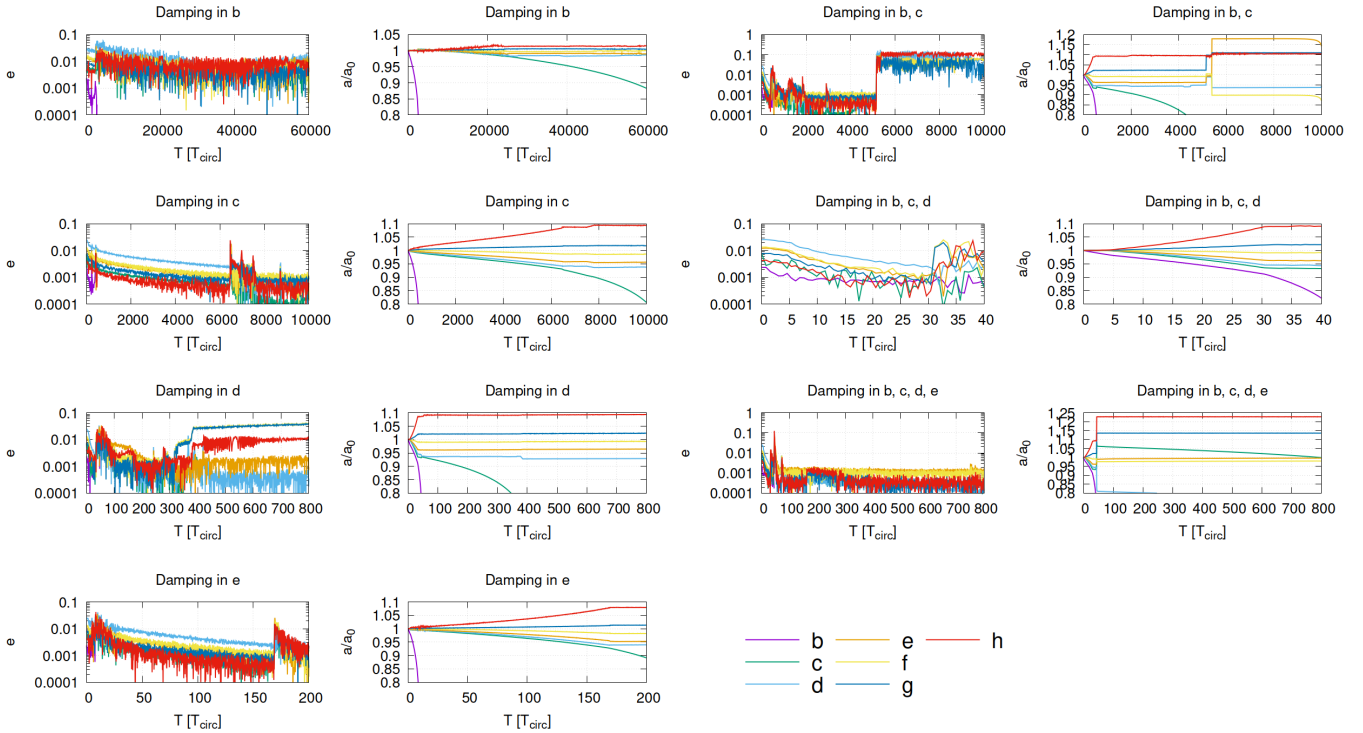 Damping in b
Damping in b
Damping in b, c
Damping in b, c
e
0.1
0.01
0.001
0.0001
0 20000 40000 60000
T [Tcirc]
a/a0
1.05
1
0.95
0.9
0.85
0.8
0 20000 40000 60000
T [Tcirc]
e
1
0.1
0.01
0.001
0.0001
0 2000 4000 6000 8000 10000
T [Tcirc]
a/a0
1.2
1.15
1.1
1.05
1
0.95
0.9
0.85
0.8
0 2000 4000 6000 8000 10000
T [Tcirc]
Damping in c
Damping in c
Damping in b, c, d
Damping in b, c, d
e
0.1
0.01
0.001
0.0001
0 2000 4000 6000 8000 10000
T [Tcirc]
a/a0
1.1
1.05
1
0.95
0.9
0.85
0.8
0 2000 4000 6000 8000 10000
T [Tcirc]
e
0.1
0.01
0.001
0.0001
0 5 10 15 20 25 30 35 40
T [Tcirc]
a/a0
1.1
1.05
1
0.95
0.9
0.85
0.8
0 5 10 15 20 25 30 35 40
T [Tcirc]
Damping in d
Damping in d
Damping in b, c, d, e
Damping in b, c, d, e
e
0.1
0.01
0.001
0.0001
0 100 200 300 400 500 600 700 800
T [Tcirc]
a/a0
1.1
1.05
1
0.95
0.9
0.85
0.8
0 100 200 300 400 500 600 700 800
T [Tcirc]
e
1
0.1
0.01
0.001
0.0001
0 100 200 300 400 500 600 700 800
T [Tcirc]
a/a0
1.25
1.2
1.15
1.1
1.05
1
0.95
0.9
0.85
0.8
0 100 200 300 400 500 600 700 800
T [Tcirc]
Damping in e
Damping in e
e
0.1
0.01
0.001
0.0001
0 50 100 150 200
T [Tcirc]
a/a0
1.1
1.05
1
0.95
0.9
0.85
0.8
0 50 100 150 200
T [Tcirc]
b e h
c f
d g